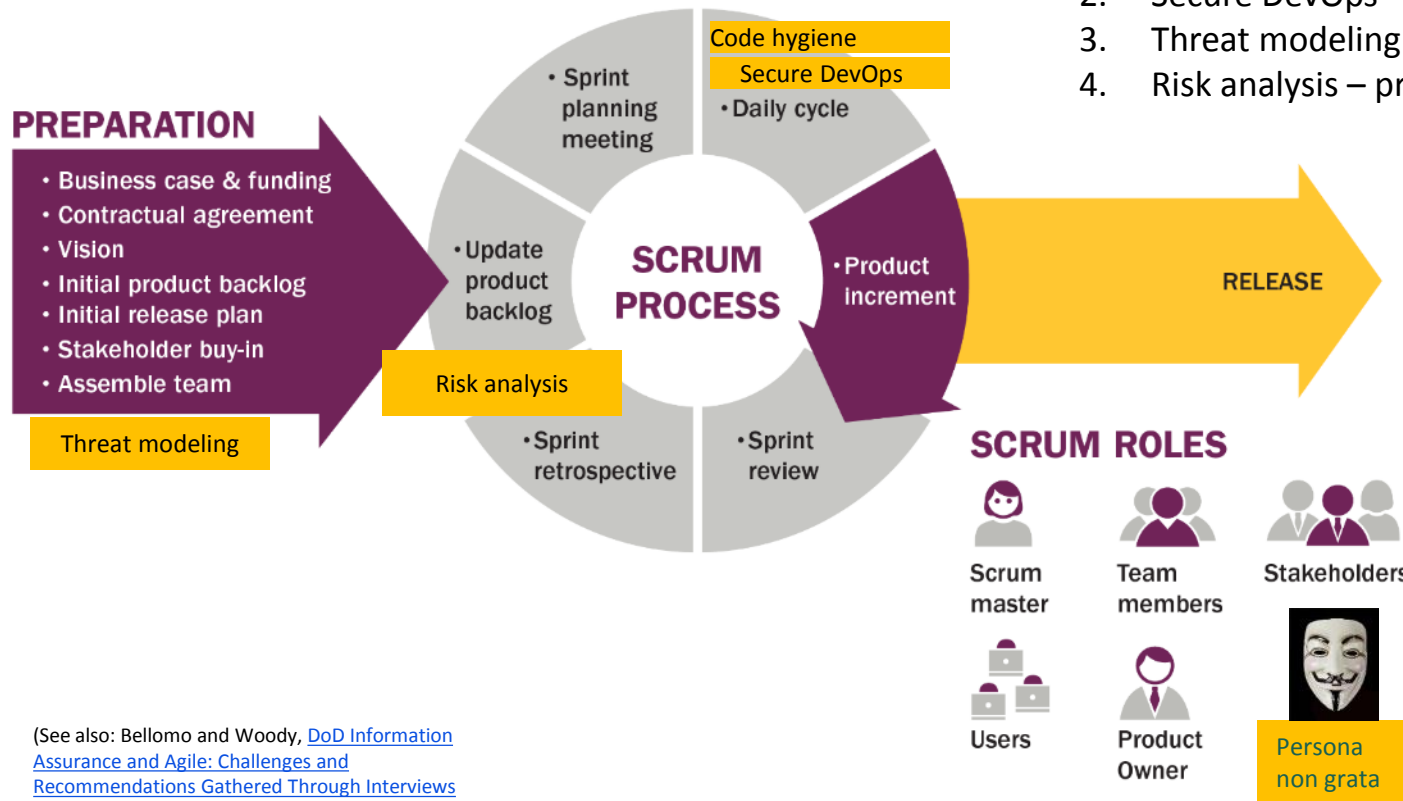 2. Secure DevOps
3. Threat modeling
4. Risk analysis –
PREPARATION
• Business case & funding
• Contractual agreement
• Vision
• Initial product backlog
• Initial release plan
• Stakeholder buy-in
• Assemble team
Threat modeling
Code hygiene
Secure DevOps
• Daily cycle
• Sprint
planning
meeting
• Update
product
backlog
SCRUM
PROCESS
• Product
increment
RELEASE
Risk analysis
• Sprint
retrospective
• Sprint
review
SCRUM ROLES
Scrum
master
Team
members
Stakeholders
Users
Product
Owner
Persona
non grata
(See also: Bellomo and Woody, DoD Information
Assurance and Agile: Challenges and
Recommendations Gathered Through Interviews